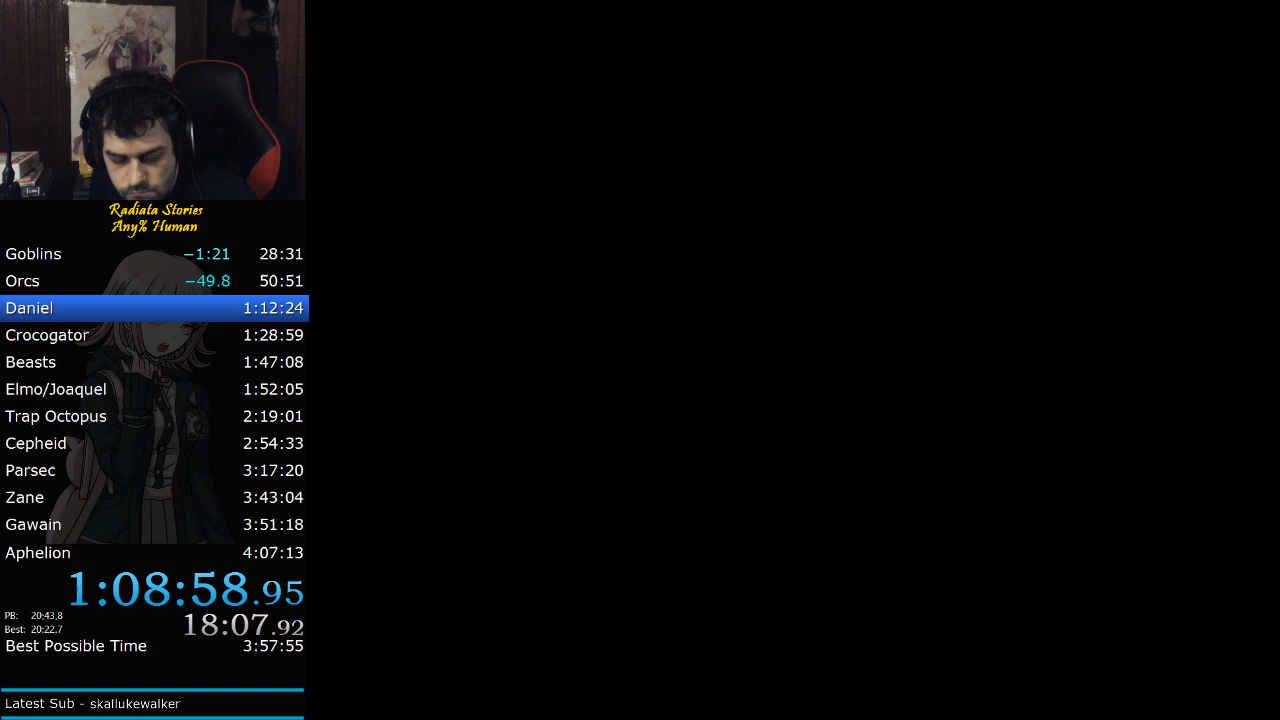 Radiata Stories
Any% Human
Goblins −1:21 28:31
Orcs −49.8 50:51
Daniel 1:12:24
Crocogator 1:28:59
Beasts 1:47:08
Elmo/Joaquel 1:52:05
Trap Octopus 2:19:01
Cepheid 2:54:33
Parsec 3:17:20
Zane 3:43:04
Gawain 3:51:18
Aphelion 4:07:13
1:08:58.95
PB: 20:43,8
18:07.92
Best: 20:22.7
Best Possible Time 3:57:55
Latest Sub - skallukewalker